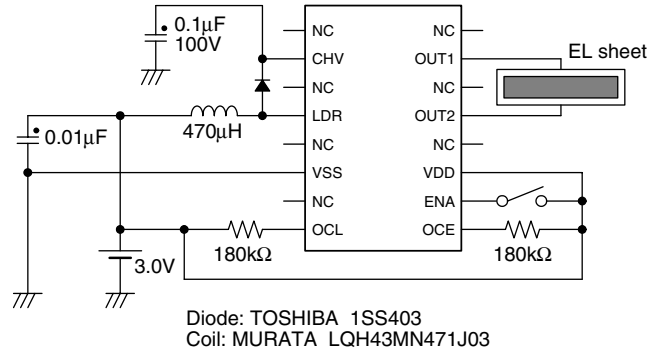 0.1μF
100V
NC
CHV
NC
LDR
NC
VSS
NC
OCL
NC
OUT1
NC
OUT2
NC
VDD
ENA
OCE
EL sheet
470μH
0.01μF
3.0V
180kΩ
180kΩ
Diode: TOSHIBA 1SS403
Coil: MURATA LQH43MN471J03